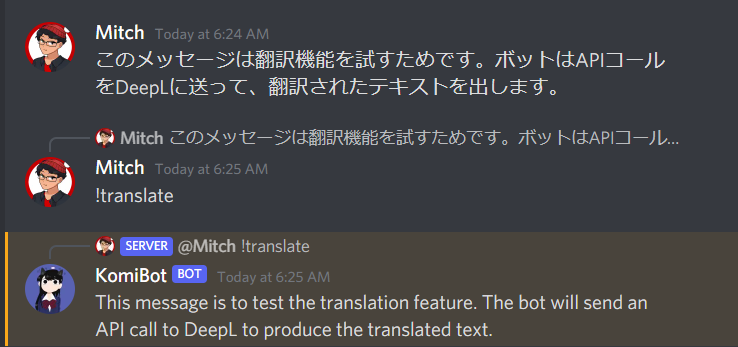 Mitch Today at 6:24 AM
このメッセージは翻訳機能を試すためです。ボットはAPIコール
をDeepLに送って、翻訳されたテキストを出します。
Mitch このメッセージは翻訳機能を試すためです。ボットはAPIコール...
Mitch Today at 6:25 AM
!translate
SERVER @Mitch !translate
KomiBot BOT Today at 6:25 AM
This message is to test the translation feature. The bot will send an
API call to DeepL to produce the translated text.